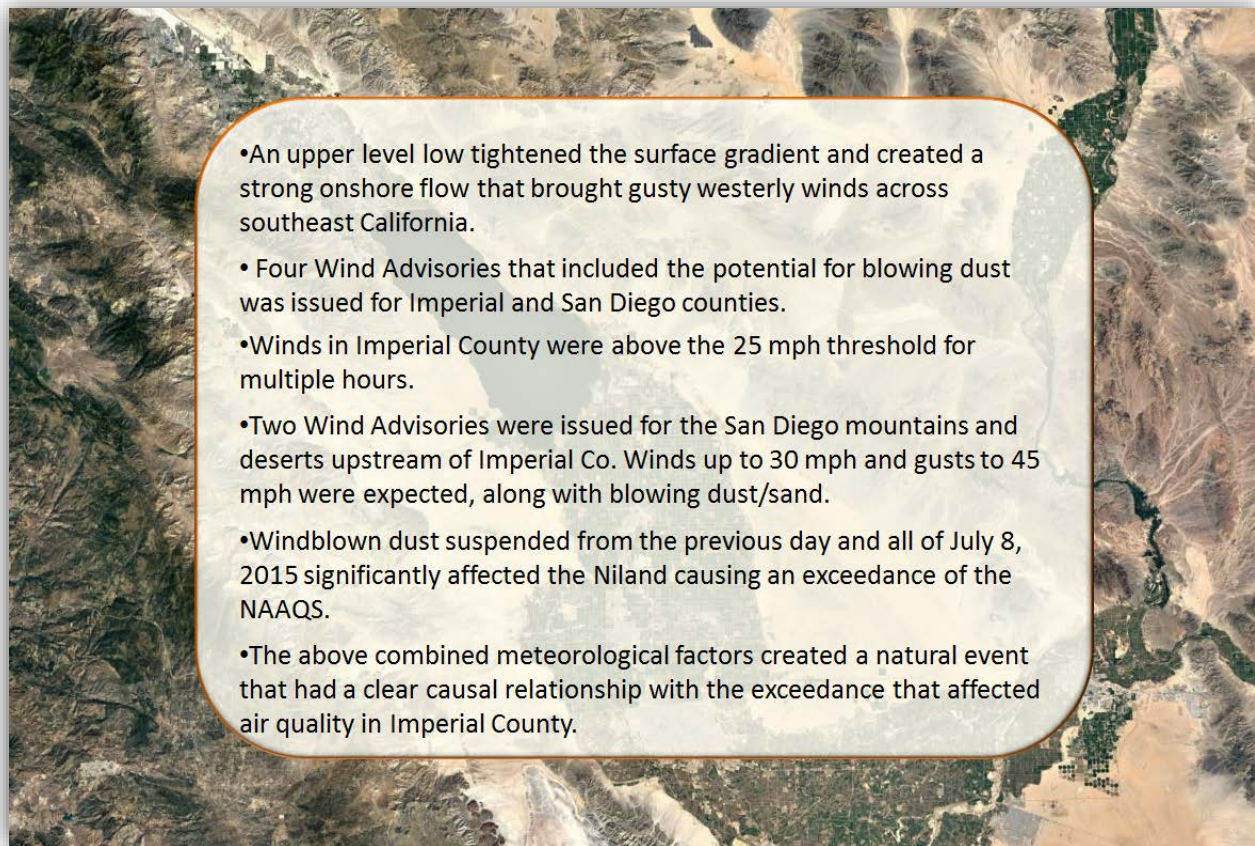 •An upper level low tightened the surface gradient and created a
strong onshore flow that brought gusty westerly winds across
southeast California.
• Four Wind Advisories that included the potential for blowing dust
was issued for Imperial and San Diego counties.
•Winds in Imperial County were above the 25 mph threshold for
multiple hours.
•Two Wind Advisories were issued for the San Diego mountains and
deserts upstream of Imperial Co. Winds up to 30 mph and gusts to 45
mph were expected, along with blowing dust/sand.
•Windblown dust suspended from the previous day and all of July 8,
2015 significantly affected the Niland causing an exceedance of the
NAAQS.
•The above combined meteorological factors created a natural event
that had a clear causal relationship with the exceedance that affected
air quality in Imperial County.